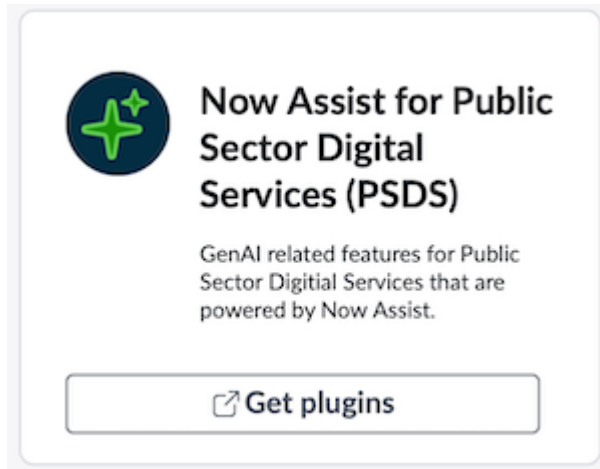 Now Assist for Public
Sector Digital
Services (PSDS)
GenAI related features for Public
Sector Digitial Services that are
powered by Now Assist.
Get plugins